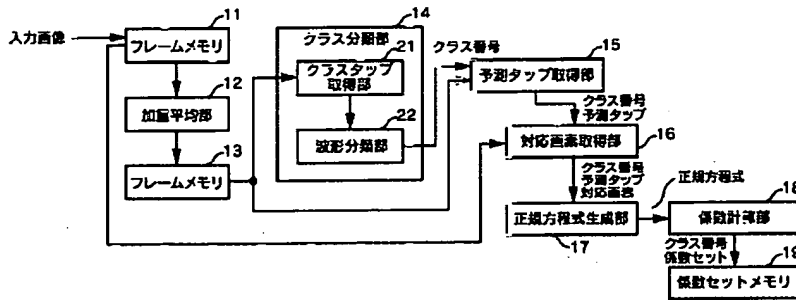 入力画像
11
フレームメモリ
12
加重平均部
13
フレームメモリ
14
クラス分類部
21
クラスタップ
取得部
22
波形分類部
クラス番号
15
予測タップ取得部
クラス番号
予測タップ
16
対応画素取得部
クラス番号
予測タップ
対応画素
正規方程式
正規方程式生成部
17
18
係数計算部
クラス番号
係数セット
19
係数セットメモリ